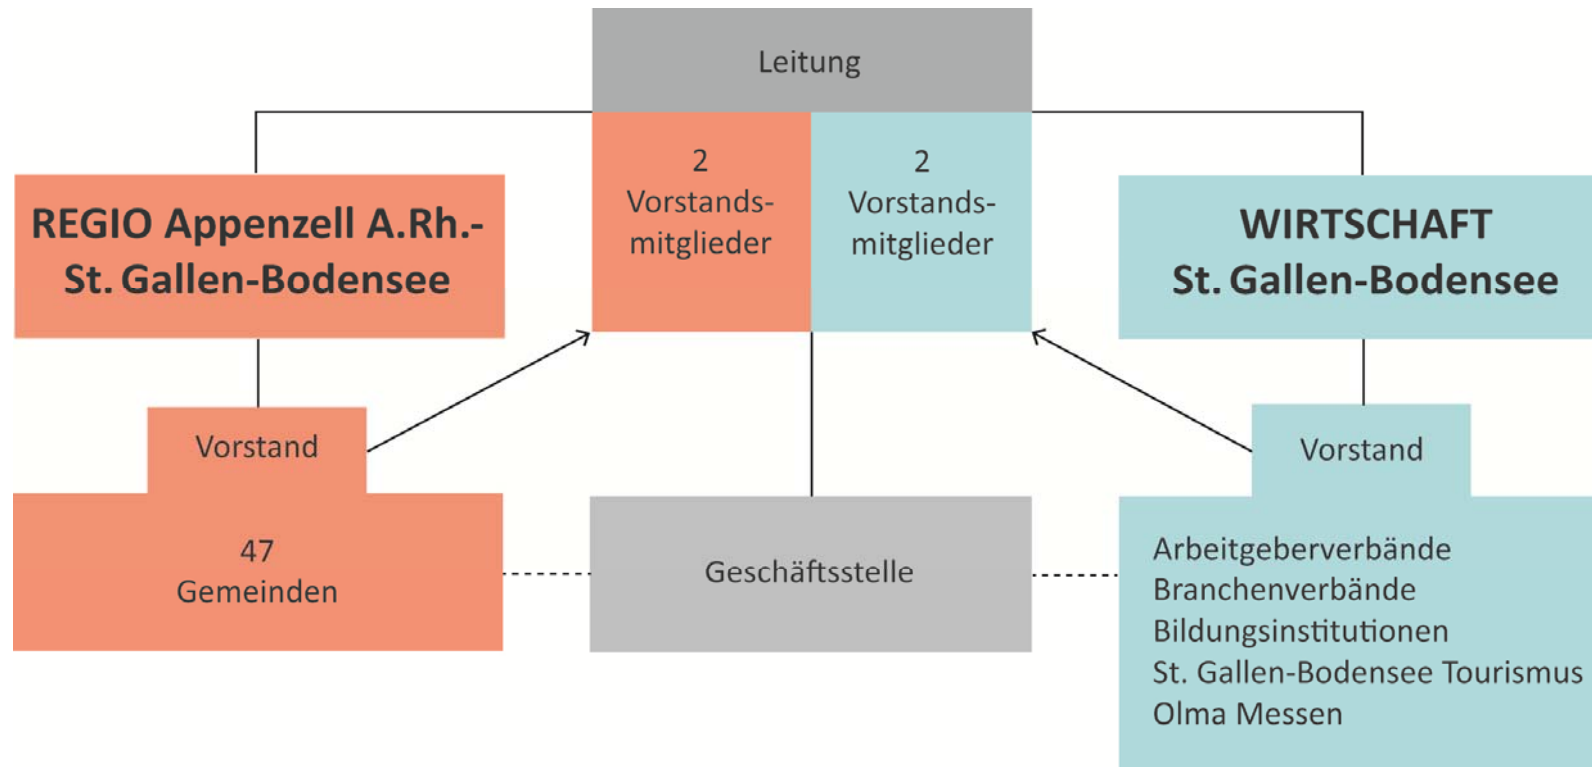 Leitung
2
Vorstands-
mitglieder
2
Vorstands-
mitglieder
REGIO Appenzell A.Rh.-
St. Gallen-Bodensee
WIRTSCHAFT
St. Gallen-Bodensee
Vorstand
47
Gemeinden
Geschäftsstelle
Vorstand
Arbeitgeberverbände
Branchenverbände
Bildungsinstitutionen
St. Gallen-Bodensee Tourismus
Olma Messen